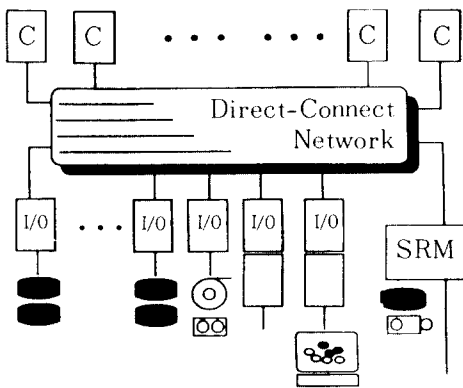 C C • • • • • • C C
Direct-Connect
Network
I/O • • • I/O I/O I/O I/O
SRM